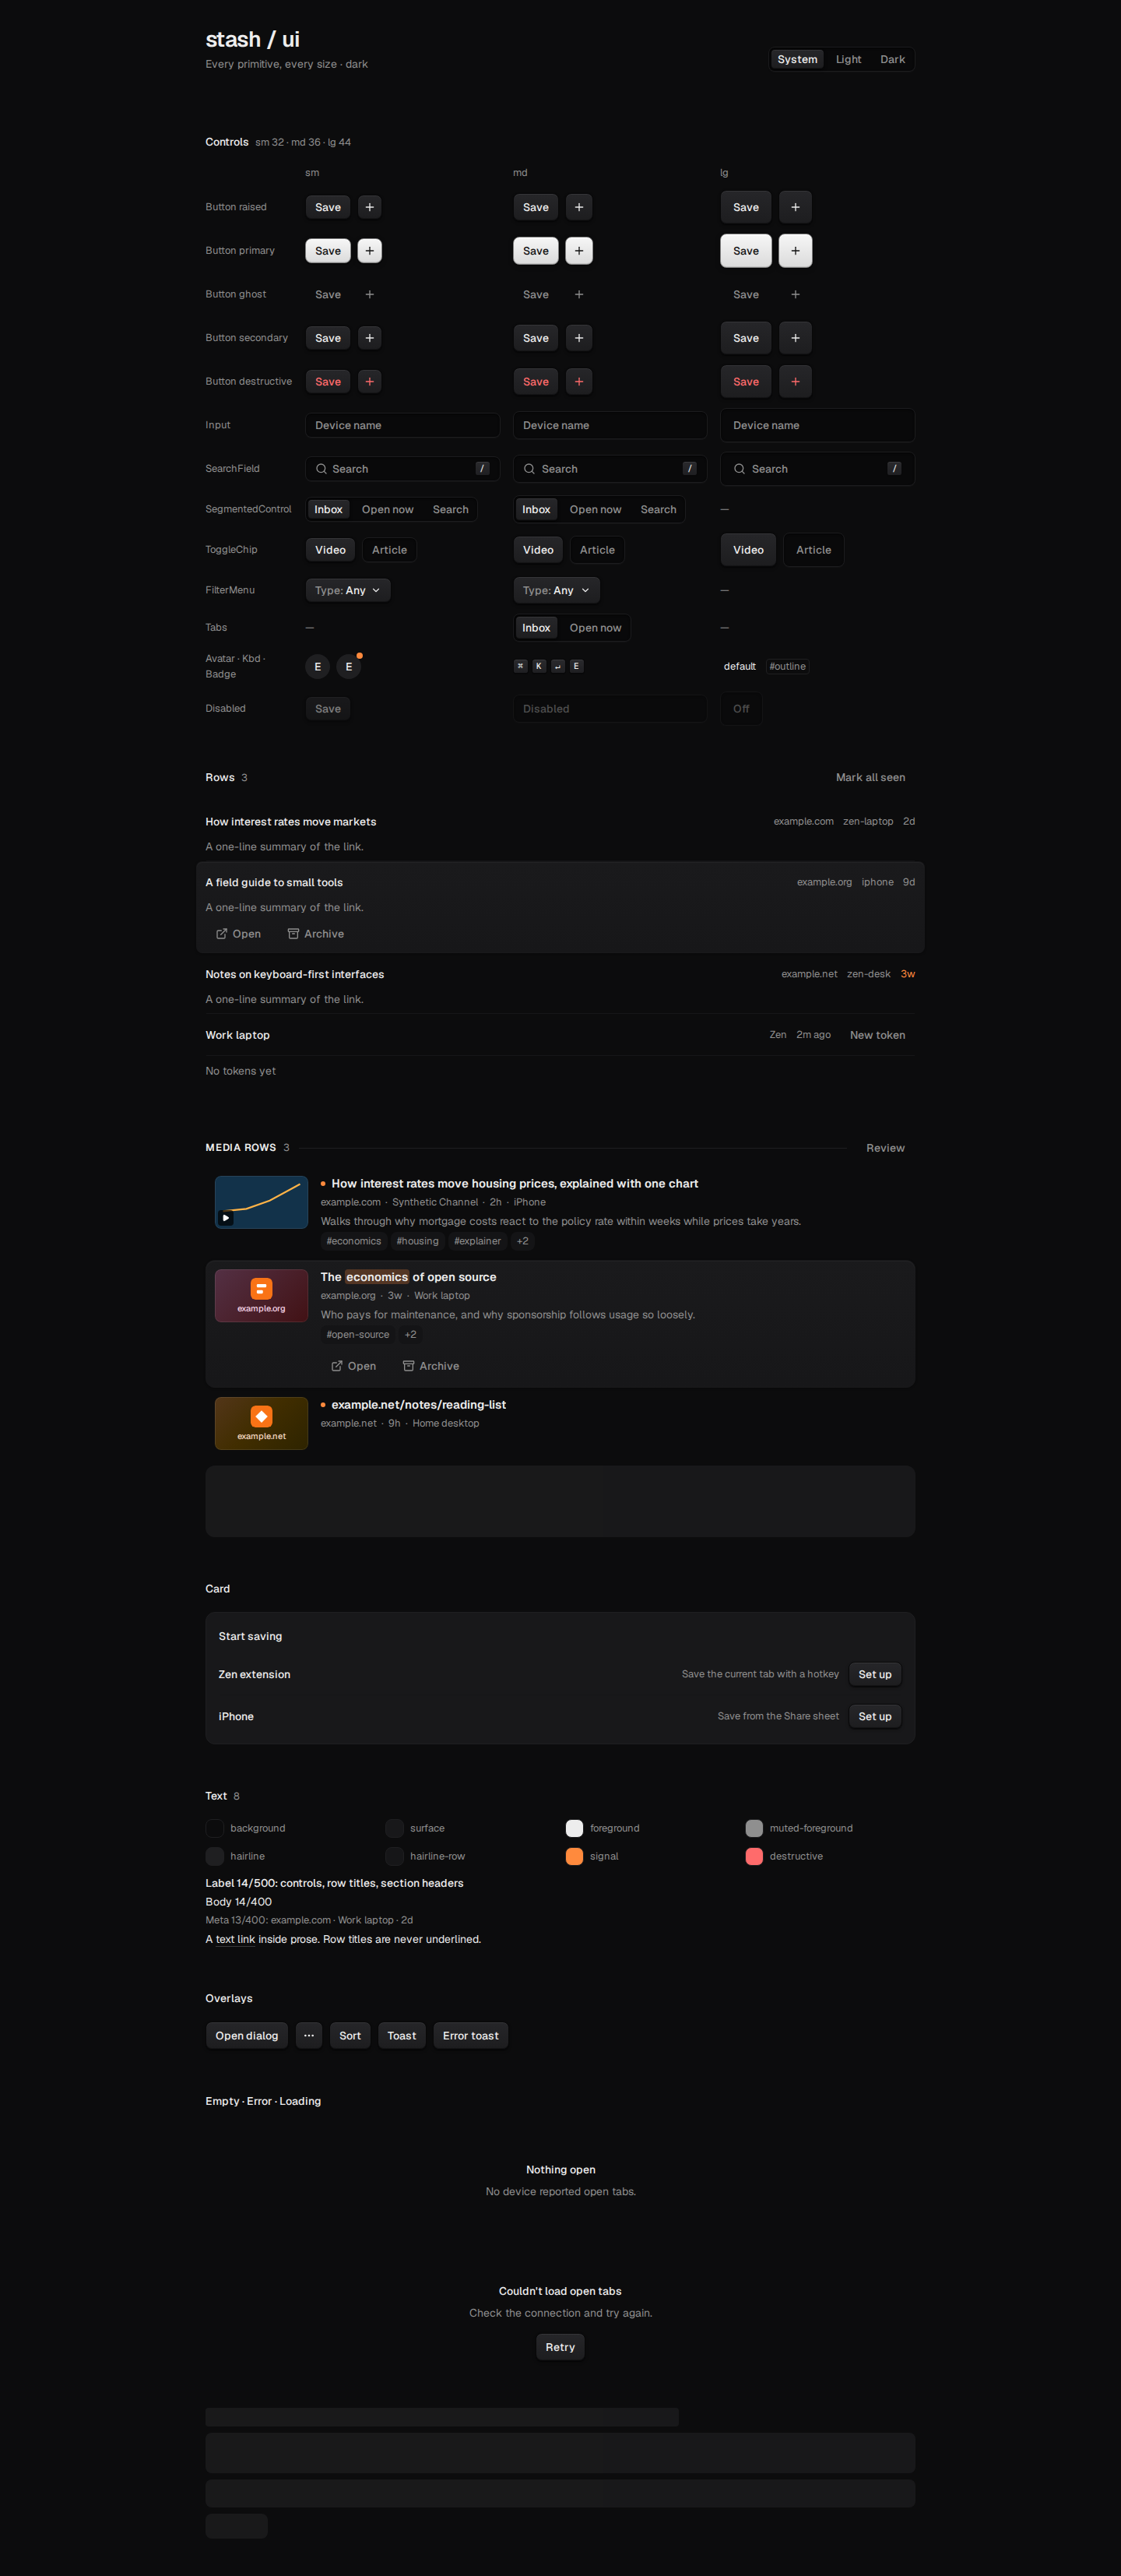 stash / ui
Every primitive, every size · dark
System Light Dark
Controls sm 32 · md 36 · lg 44
sm md lg
Button raised Save + Save + Save +
Button primary Save + Save + Save +
Button ghost Save + Save + Save +
Button secondary Save + Save + Save +
Button destructive Save + Save + Save +
Input Device name Device name Device name
SearchField Search / Search / Search /
SegmentedControl Inbox Open now Search Inbox Open now Search —
ToggleChip Video Article Video Article Video Article
FilterMenu Type: Any Type: Any —
Tabs — Inbox Open now —
Avatar · Kbd · Badge E E ⌘ K ↵ E default #outline
Disabled Save Disabled Off
Rows 3 Mark all seen
How interest rates move markets example.com zen-laptop 2d
A one-line summary of the link.
A field guide to small tools example.org iphone 9d
A one-line summary of the link.
Open Archive
Notes on keyboard-first interfaces example.net zen-desk 3w
A one-line summary of the link.
Work laptop Zen 2m ago New token
No tokens yet
MEDIA ROWS 3 Review
How interest rates move housing prices, explained with one chart
example.com · Synthetic Channel · 2h · iPhone
Walks through why mortgage costs react to the policy rate within weeks while prices take years.
#economics #housing #explainer +2
example.org
The economics of open source
example.org · 3w · Work laptop
Who pays for maintenance, and why sponsorship follows usage so loosely.
#open-source +2
Open Archive
example.net
example.net/notes/reading-list
example.net · 9h · Home desktop
Card
Start saving
Zen extension Save the current tab with a hotkey Set up
iPhone Save from the Share sheet Set up
Text 8
background surface foreground muted-foreground
hairline hairline-row signal destructive
Label 14/500: controls, row titles, section headers
Body 14/400
Meta 13/400: example.com · Work laptop · 2d
A text link inside prose. Row titles are never underlined.
Overlays
Open dialog ··· Sort Toast Error toast
Empty · Error · Loading
Nothing open
No device reported open tabs.
Couldn't load open tabs
Check the connection and try again.
Retry